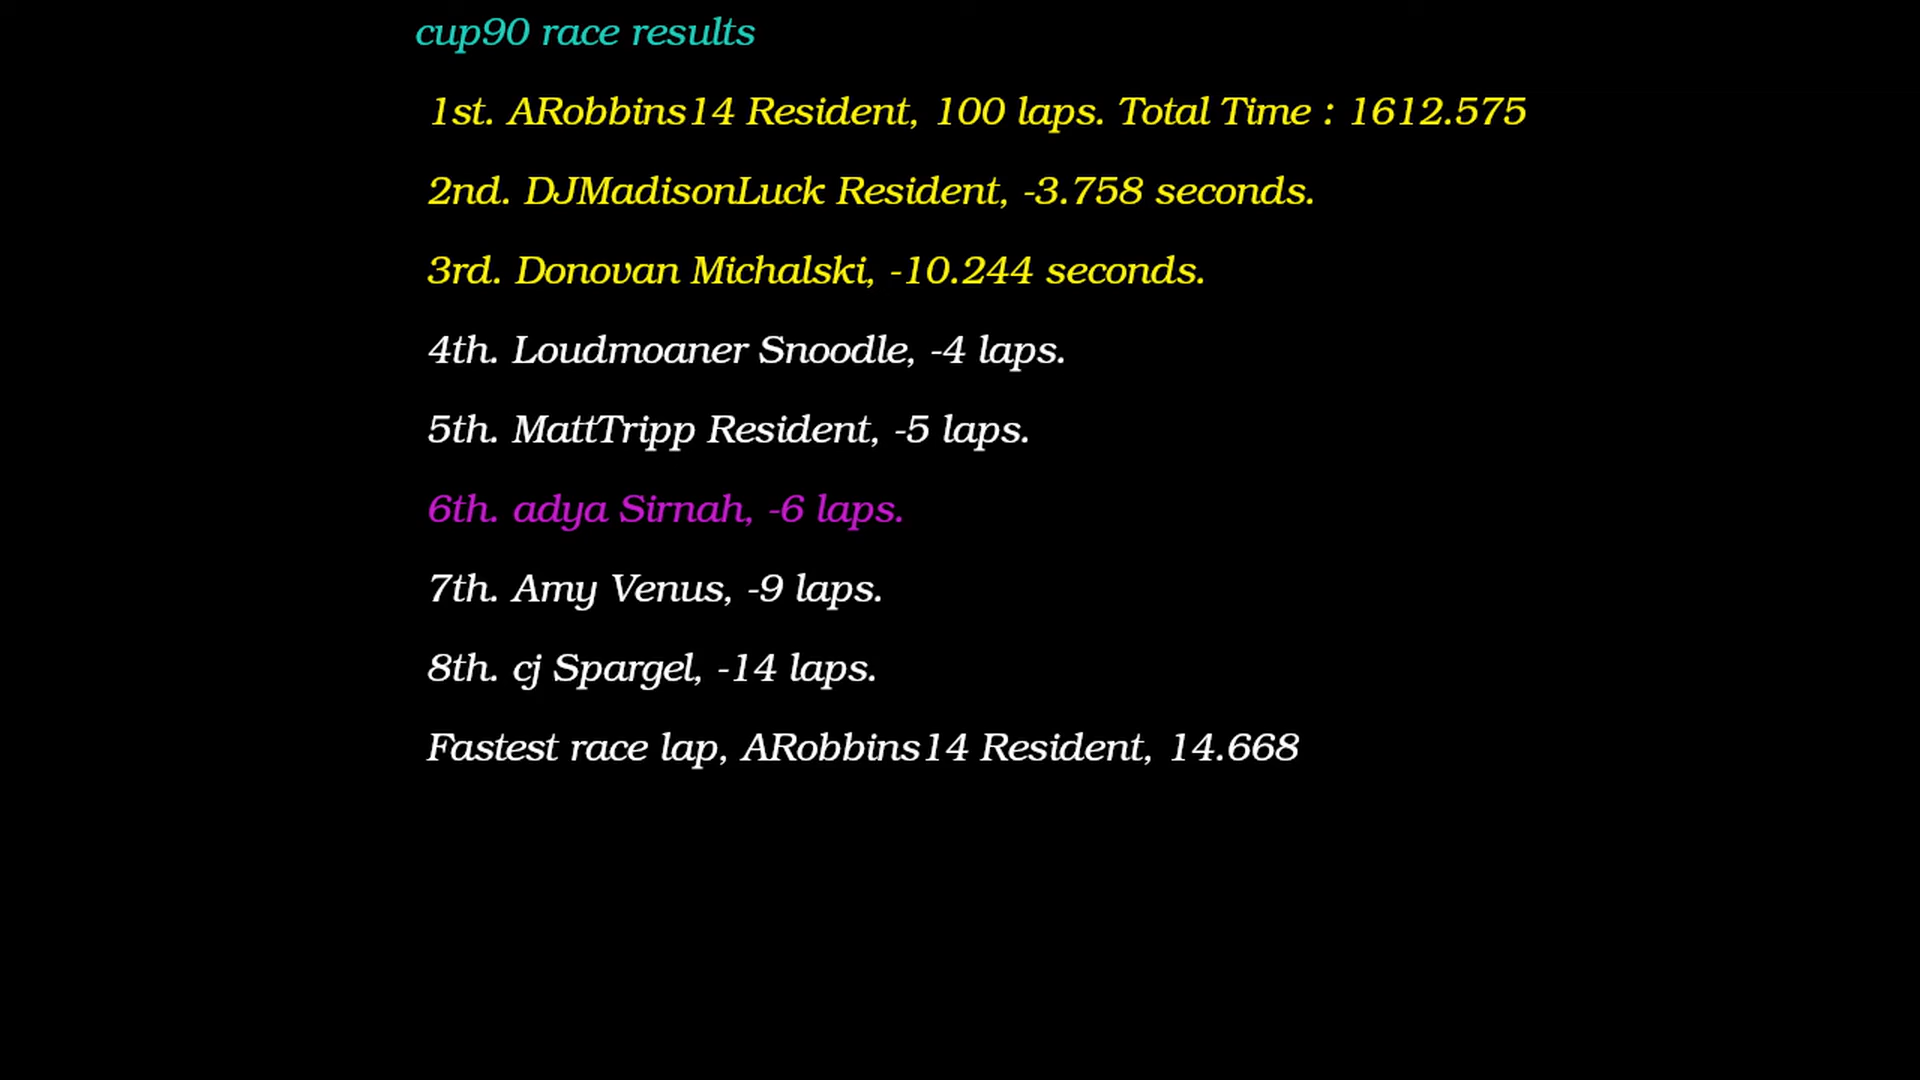 cup90 race results
1st. ARobbins14 Resident, 100 laps. Total Time : 1612.575
2nd. DJMadisonLuck Resident, -3.758 seconds.
3rd. Donovan Michalski, -10.244 seconds.
4th. Loudmoaner Snoodle, -4 laps.
5th. MattTripp Resident, -5 laps.
6th. adya Sirnah, -6 laps.
7th. Amy Venus, -9 laps.
8th. cj Spargel, -14 laps.
Fastest race lap, ARobbins14 Resident, 14.668